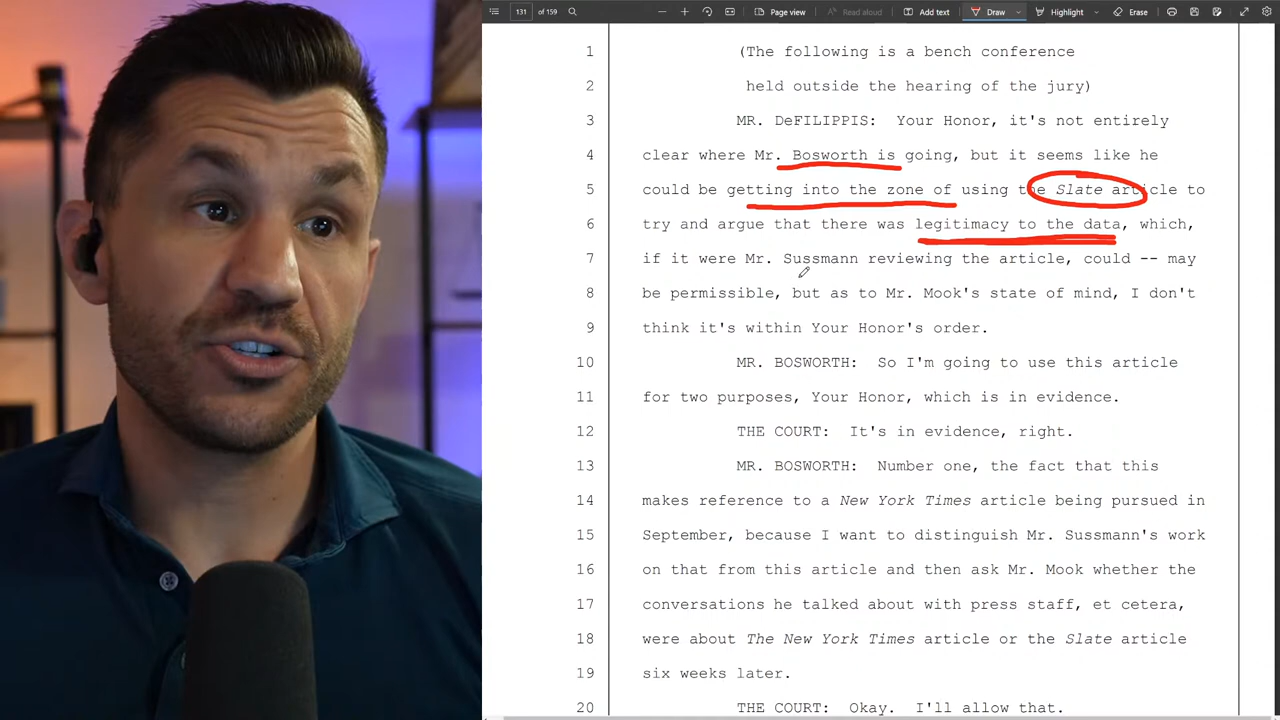 131 of 159
Page view
Read aloud
Add text
Draw
Highlight
Erase
1 (The following is a bench conference
2 held outside the hearing of the jury)
3 MR. DeFILIPPIS: Your Honor, it's not entirely
4 clear where Mr. Bosworth is going, but it seems like he
5 could be getting into the zone of using the Slate article to
6 try and argue that there was legitimacy to the data, which,
7 if it were Mr. Sussmann reviewing the article, could -- may
8 be permissible, but as to Mr. Mook's state of mind, I don't
9 think it's within Your Honor's order.
10 MR. BOSWORTH: So I'm going to use this article
11 for two purposes, Your Honor, which is in evidence.
12 THE COURT: It's in evidence, right.
13 MR. BOSWORTH: Number one, the fact that this
14 makes reference to a New York Times article being pursued in
15 September, because I want to distinguish Mr. Sussmann's work
16 on that from this article and then ask Mr. Mook whether the
17 conversations he talked about with press staff, et cetera,
18 were about The New York Times article or the Slate article
19 six weeks later.
20 THE COURT: Okay. I'll allow that.